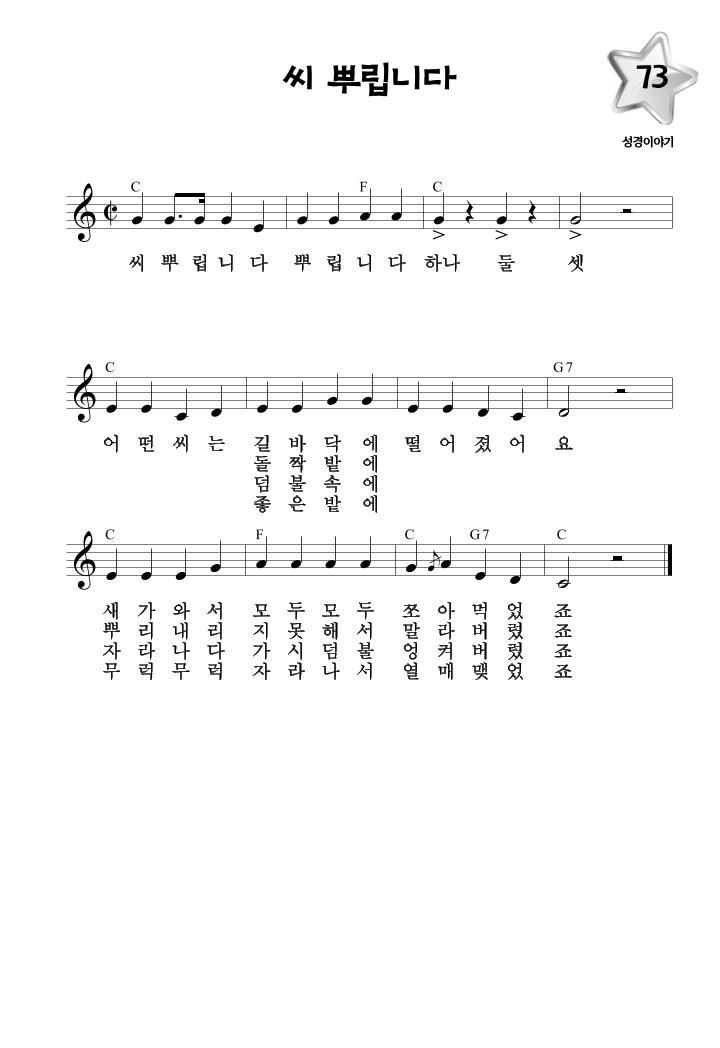 씨 뿌립니다
73
성경이야기
C F C
씨 뿌 립 니 다 뿌 립 니 다 하나 둘 셋
C G7
어 떤 씨 는 길 바 닥 에 떨 어 졌 어 요
돌 짝 밭 에
덤 불 속 에
좋 은 밭 에
C F C G7 C
새 가 와 서 모 두 모 두 쪼 아 먹 었 죠
뿌 리 내 리 지 못 해 서 말 라 버 렸 죠
자 라 나 다 가 시 덤 불 엉 켜 버 렸 죠
무 럭 무 럭 자 라 나 서 열 매 맺 었 죠